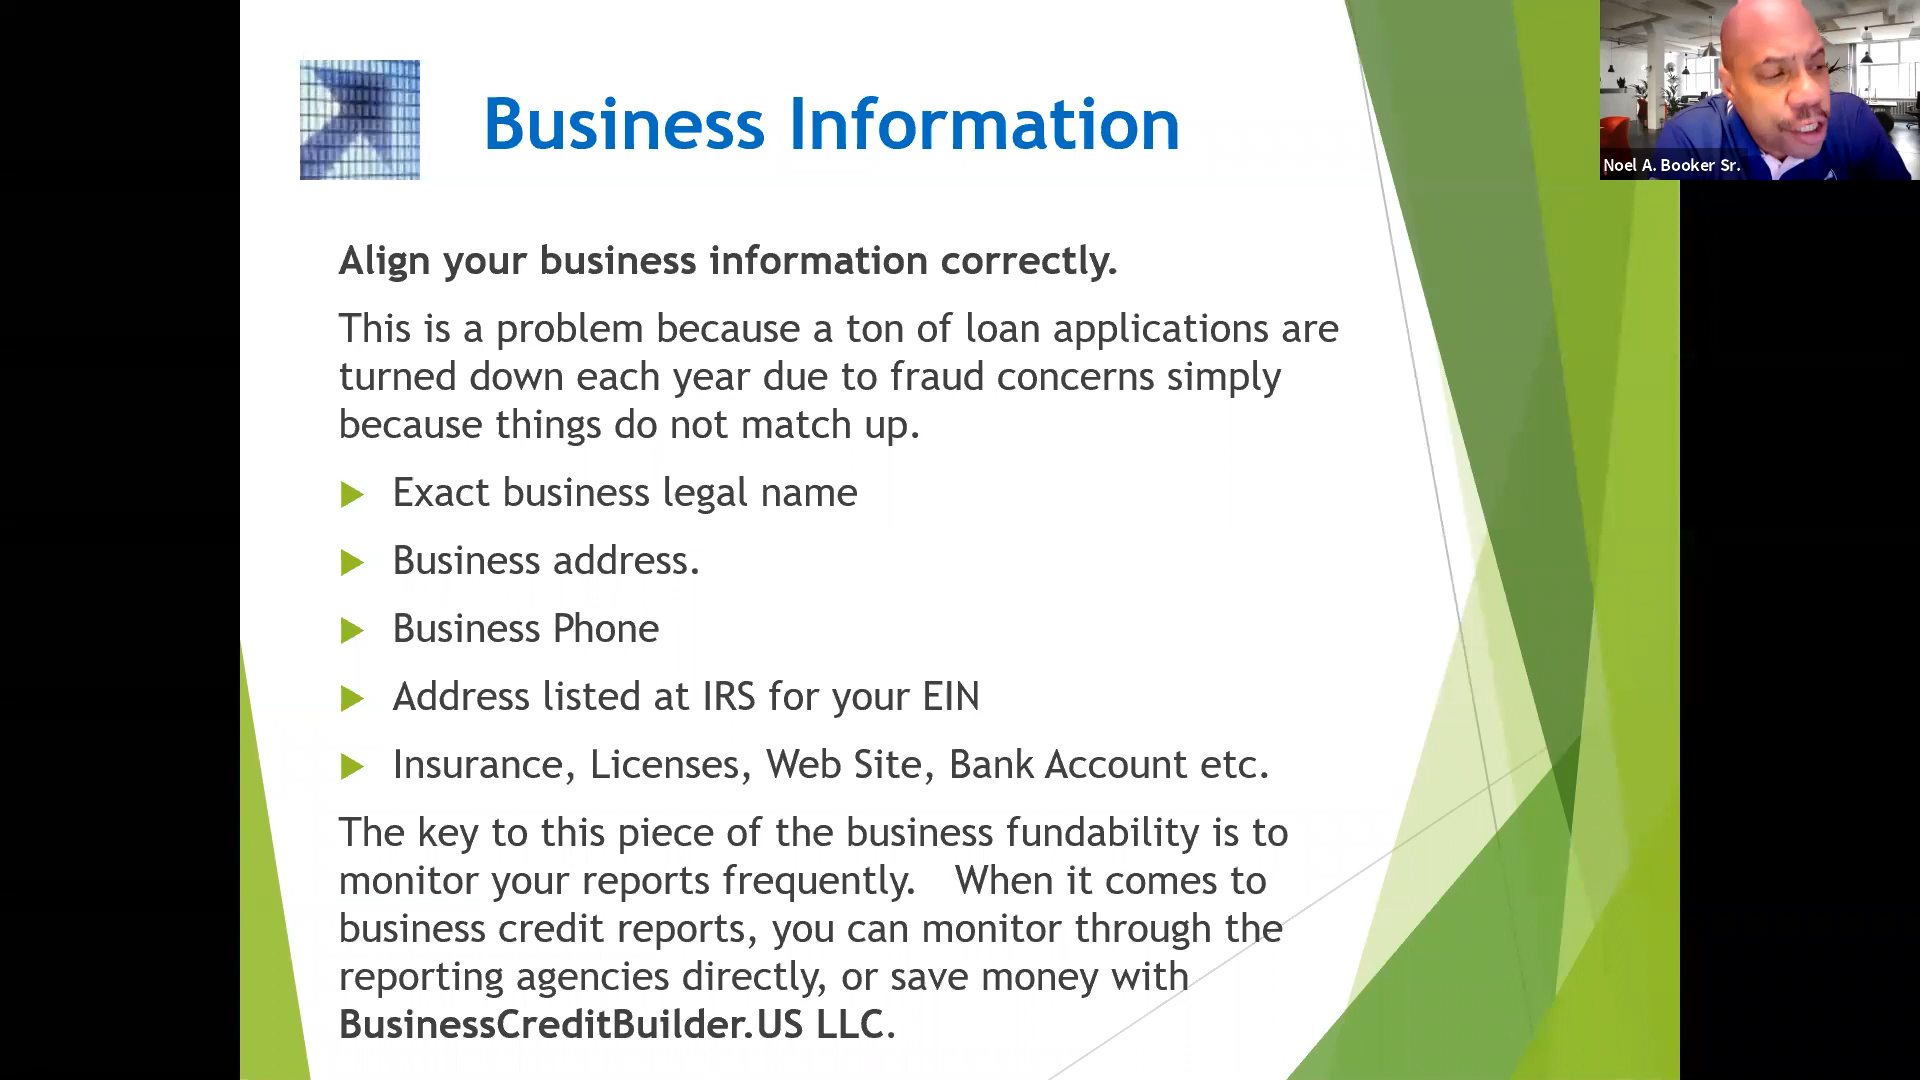 Business Information
Noel A. Booker Sr.
Align your business information correctly.
This is a problem because a ton of loan applications are
turned down each year due to fraud concerns simply
because things do not match up.
Exact business legal name
Business address.
Business Phone
Address listed at IRS for your EIN
Insurance, Licenses, Web Site, Bank Account etc.
The key to this piece of the business fundability is to
monitor your reports frequently.   When it comes to
business credit reports, you can monitor through the
reporting agencies directly, or save money with
BusinessCreditBuilder.US LLC.